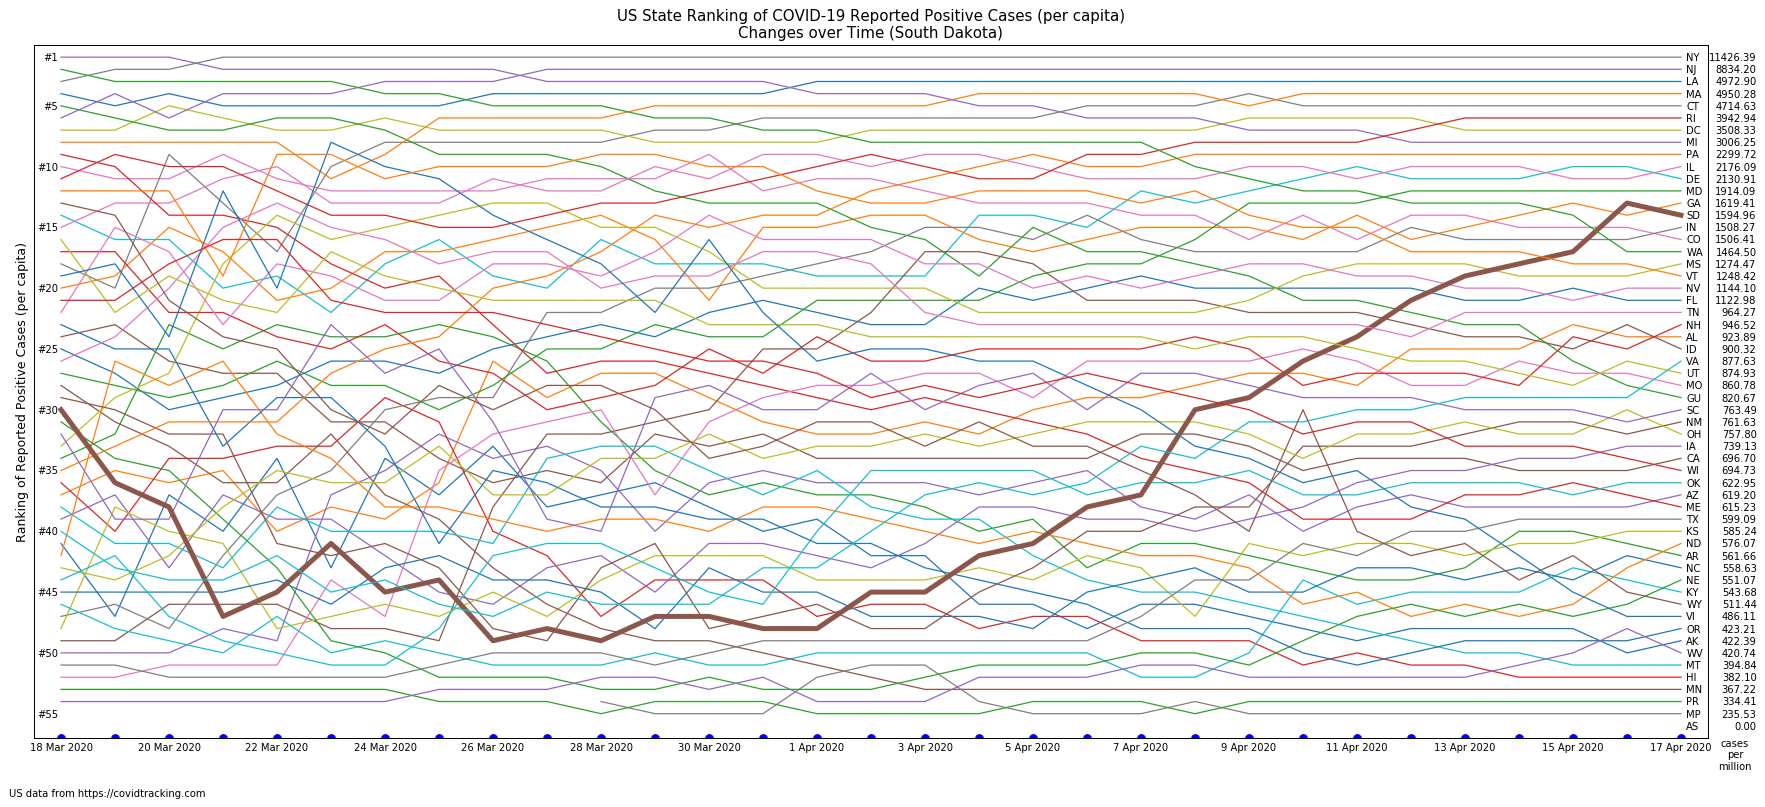 US State Ranking of COVID-19 Reported Positive Cases (per capita)
Changes over Time (South Dakota)
Ranking of Reported Positive Cases (per capita)
#1
#5
#10
#15
#20
#25
#30
#35
#40
#45
#50
#55
NY 11426.39
NJ 8834.20
LA 4972.90
MA 4950.28
CT 4714.63
RI 3942.94
DC 3508.33
MI 3006.25
PA 2299.72
IL 2176.09
DE 2130.91
MD 1914.09
GA 1619.41
SD 1594.96
IN 1508.27
CO 1506.41
WA 1464.50
MS 1274.47
VT 1248.42
NV 1144.10
FL 1122.98
TN 964.27
NH 946.52
AL 923.89
ID 900.32
VA 877.63
UT 874.93
MO 860.78
GU 820.67
SC 763.49
NM 761.63
OH 757.80
IA 739.13
CA 696.70
WI 694.73
OK 622.95
AZ 619.20
ME 615.23
TX 599.09
KS 585.24
ND 576.07
AR 561.66
NC 558.63
NE 551.07
KY 543.68
WY 511.44
VI 486.11
OR 423.21
AK 422.39
WV 420.74
MT 394.84
HI 382.10
MN 367.22
PR 334.41
MP 235.53
AS 0.00
18 Mar 2020 20 Mar 2020 22 Mar 2020 24 Mar 2020 26 Mar 2020 28 Mar 2020 30 Mar 2020 1 Apr 2020 3 Apr 2020 5 Apr 2020 7 Apr 2020 9 Apr 2020 11 Apr 2020 13 Apr 2020 15 Apr 2020 17 Apr 2020
cases
per
million
US data from https://covidtracking.com